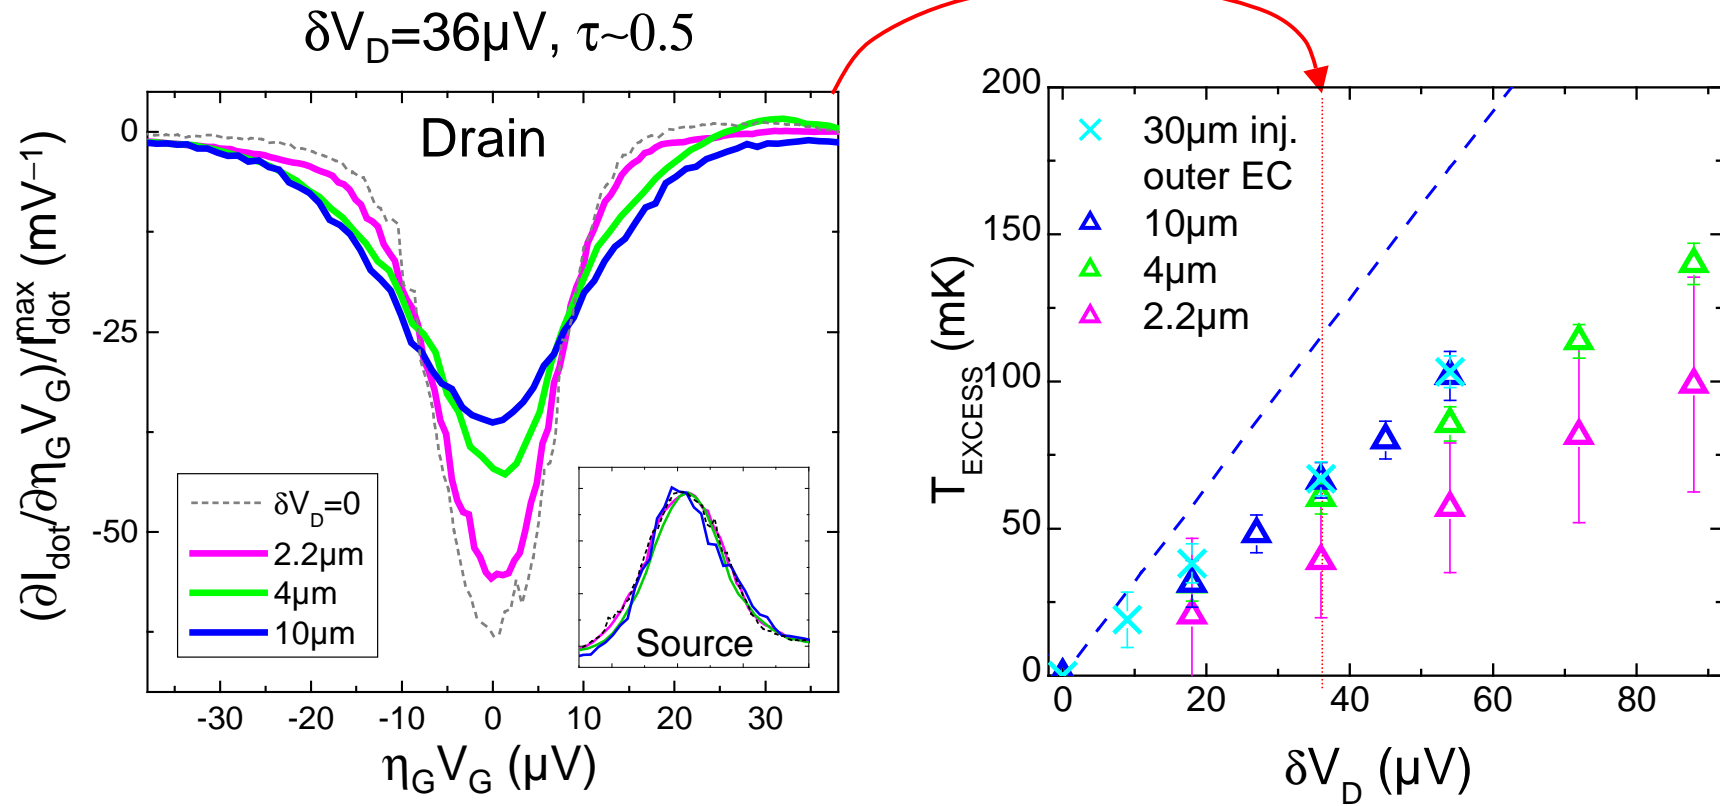 δV_D=36µV, τ~0.5
Drain
(∂I_dot/∂η_G V_G)/I_dot^max (mV⁻¹)
0
-25
-50
δV_D=0
2.2µm
4µm
10µm
Source
-30 -20 -10 0 10 20 30
η_G V_G (µV)
200
150
100
50
0
T_EXCESS (mK)
30µm inj.
outer EC
10µm
4µm
2.2µm
0 20 40 60 80
δV_D (µV)